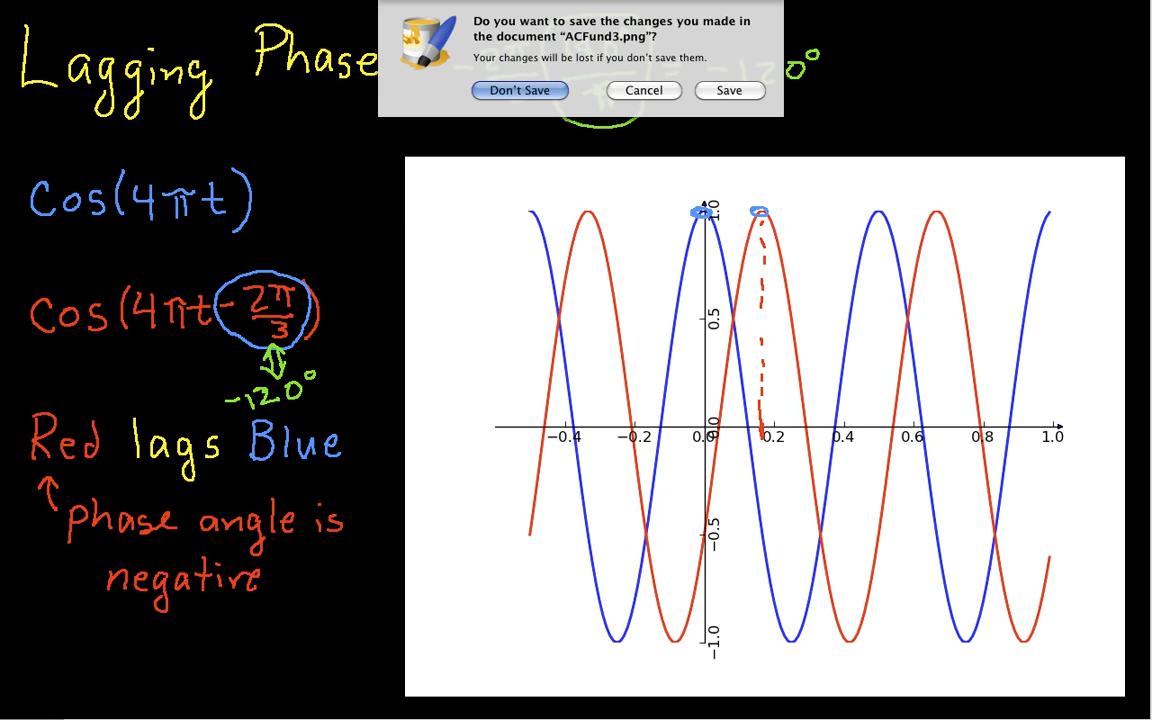 Lagging Phase
Do you want to save the changes you made in
the document “ACFund3.png”?
Your changes will be lost if you don’t save them.
Don’t Save
Cancel
Save
-120°
Cos(4πt)
Cos(4πt-2π/3)
-120°
Red lags Blue
Phase angle is
negative
1.0
0.5
0.0
−0.5
−1.0
−0.4 −0.2 0.0 0.2 0.4 0.6 0.8 1.0